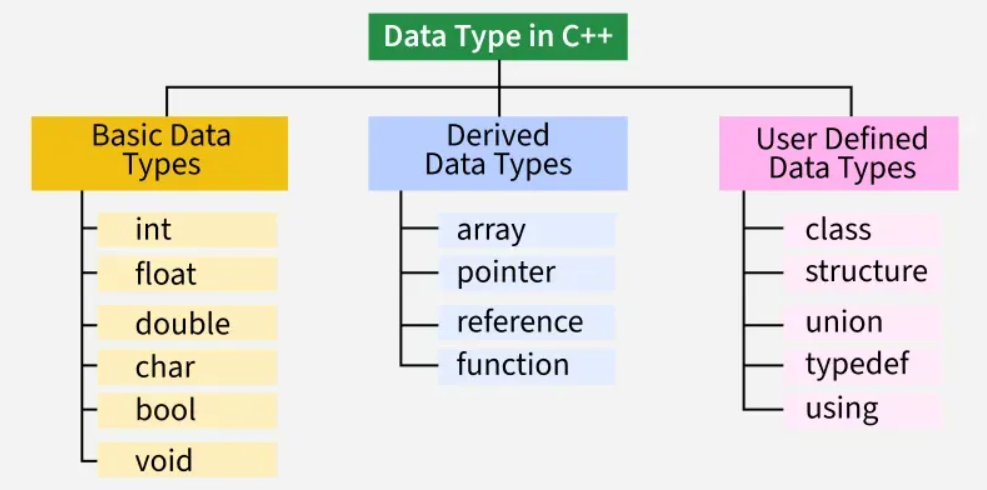 Data Type in C++
Basic Data
Types
int
float
double
char
bool
void
Derived
Data Types
array
pointer
reference
function
User Defined
Data Types
class
structure
union
typedef
using